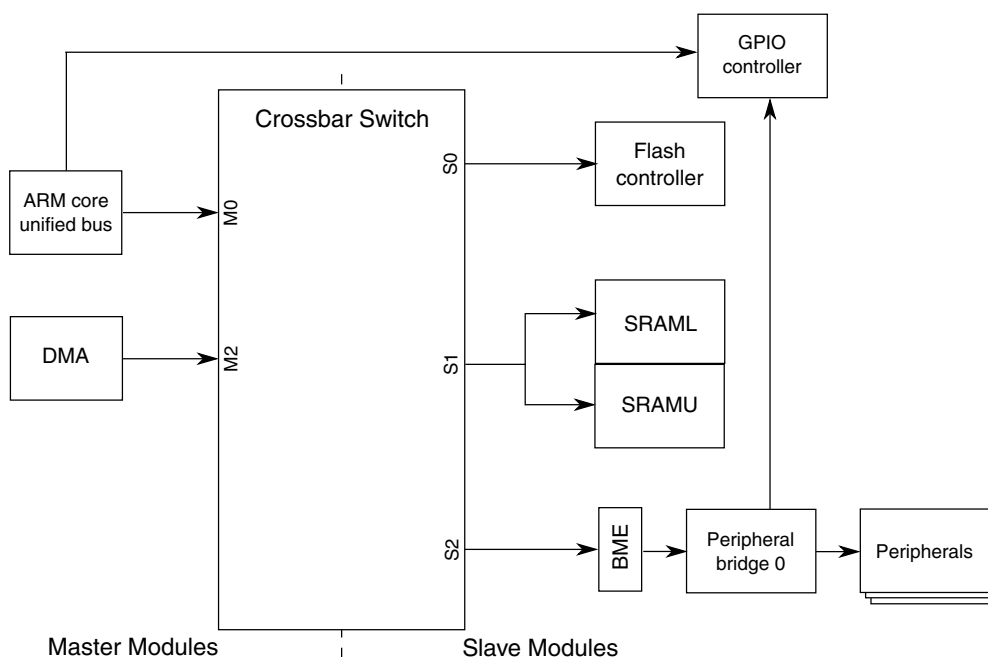 GPIO
controller
Crossbar Switch
S0
Flash
controller
ARM core
unified bus
M0
SRAML
DMA
M2
S1
SRAMU
S2
BME
Peripheral
bridge 0
Peripherals
Master Modules
Slave Modules